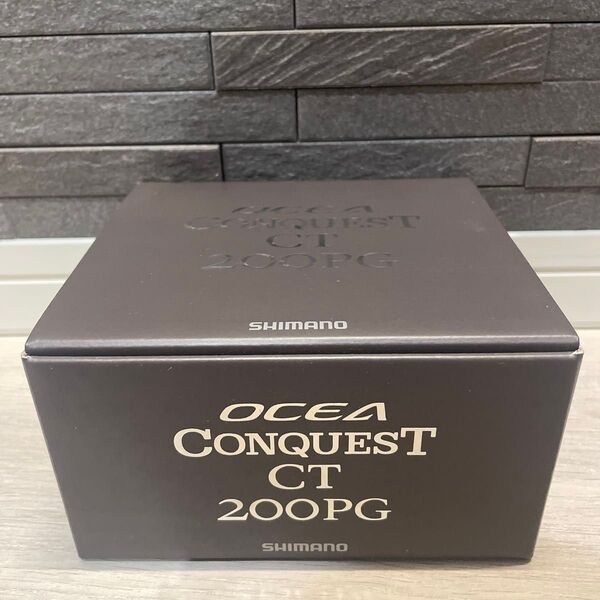 OCEA
CONQUEST
CT
200PG
SHIMANO
OCEA
CONQUEST
CT
200PG
SHIMANO